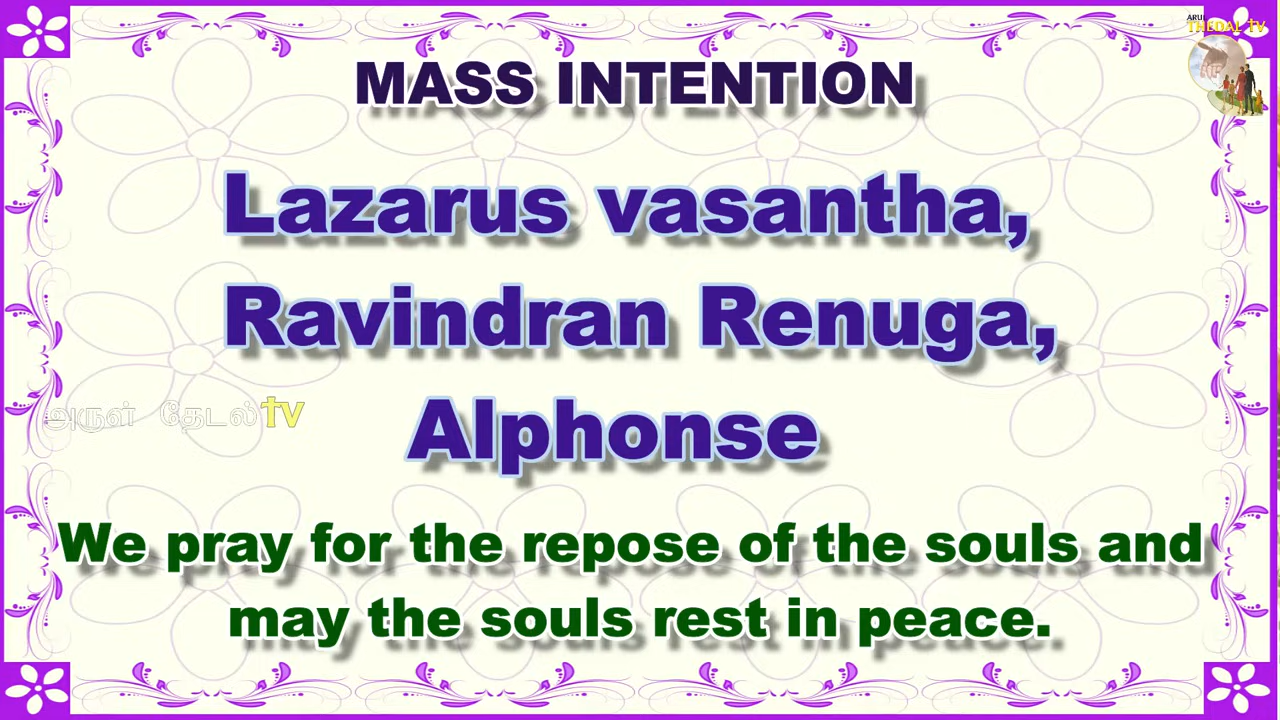 ARUL
THEDAL TV
MASS INTENTION
Lazarus vasantha,
Ravindran Renuga,
அருள் தேடல் tv
Alphonse
We pray for the repose of the souls and
may the souls rest in peace.